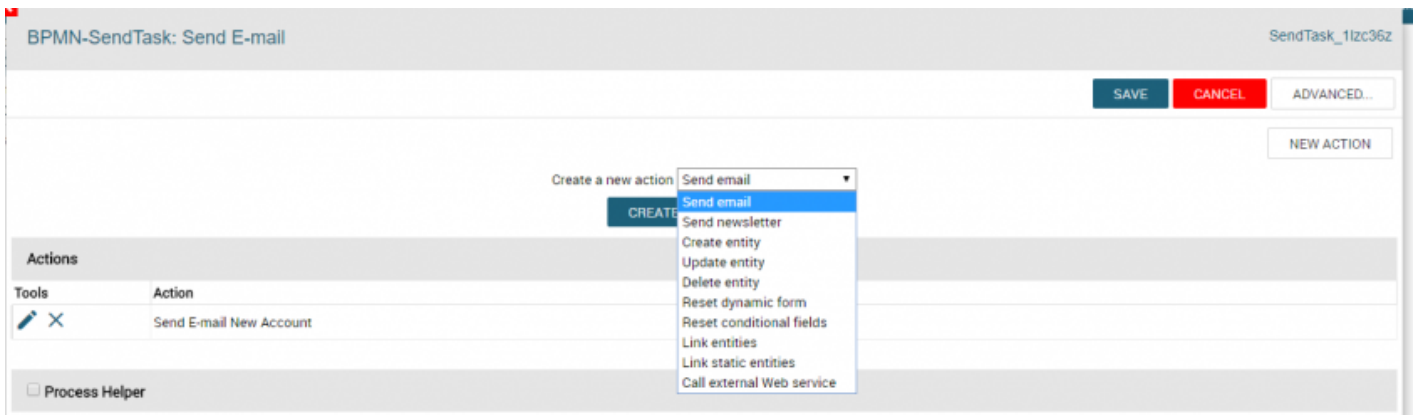 BPMN-SendTask: Send E-mail
SendTask_1lzc36z
SAVE CANCEL ADVANCED...
NEW ACTION
Create a new action Send email
Send email
CREATE
Send newsletter
Create entity
Update entity
Actions
Delete entity
Tools Action
Reset dynamic form
Send E-mail New Account
Reset conditional fields
Link entities
Link static entities
Call external Web service
Process Helper